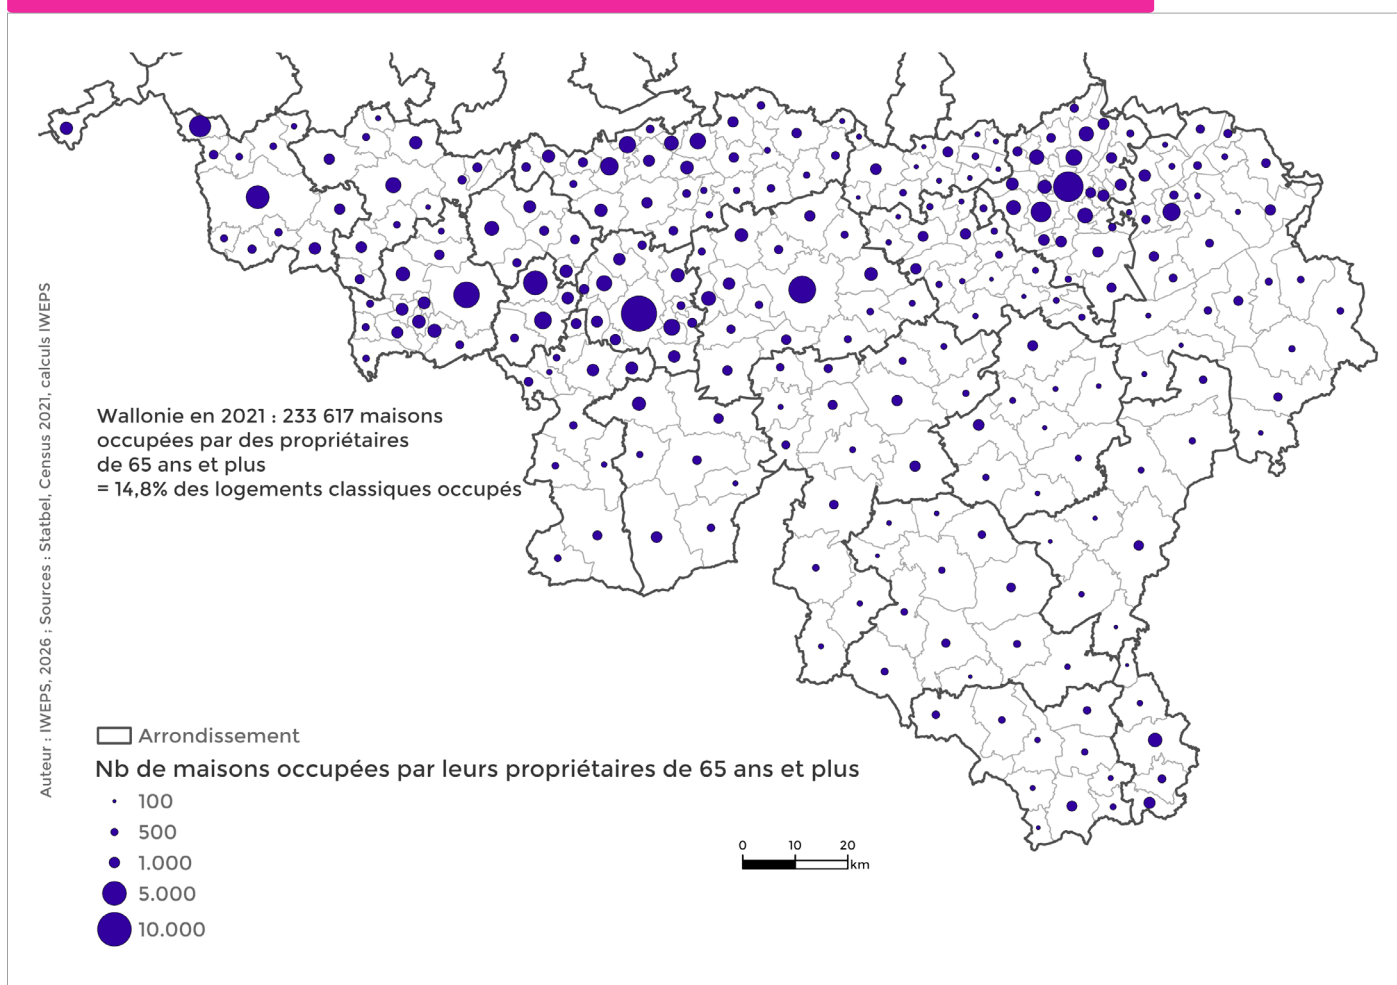 Wallonie en 2021 : 233 617 maisons
occupées par des propriétaires
de 65 ans et plus
= 14,8% des logements classiques occupés
Auteur : IWEPS, 2026 ; Sources : Statbel, Census 2021, calculs IWEPS
Arrondissement
Nb de maisons occupées par leurs propriétaires de 65 ans et plus
100
500
1.000
5.000
10.000
0 10 20
km